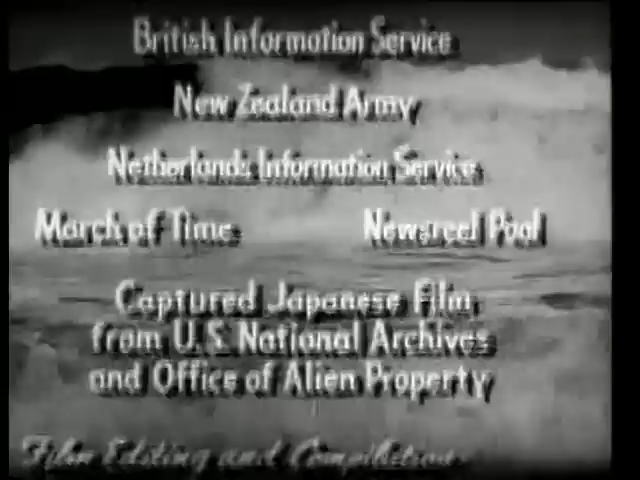 British Information Service
New Zealand Army
Netherlands Information Service
March of Time Newsreel Pool
Captured Japanese Film
from U.S. National Archives
and Office of Alien Property
Film Editing and Compilation